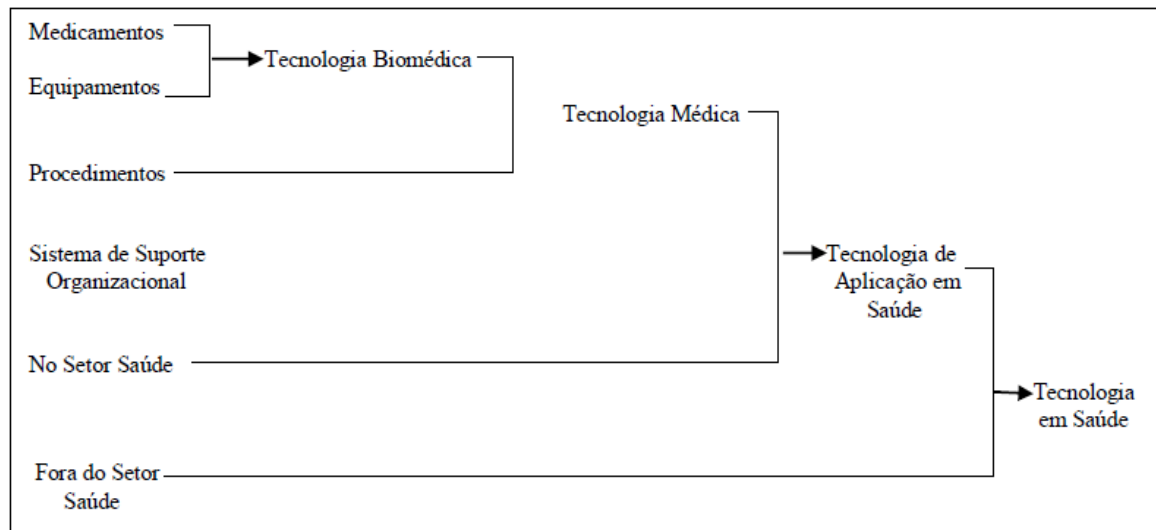 Medicamentos
Tecnologia Biomédica
Equipamentos
Tecnologia Médica
Procedimentos
Sistema de Suporte
Organizacional
Tecnologia de
Aplicação em
Saúde
No Setor Saúde
Tecnologia
em Saúde
Fora do Setor
Saúde